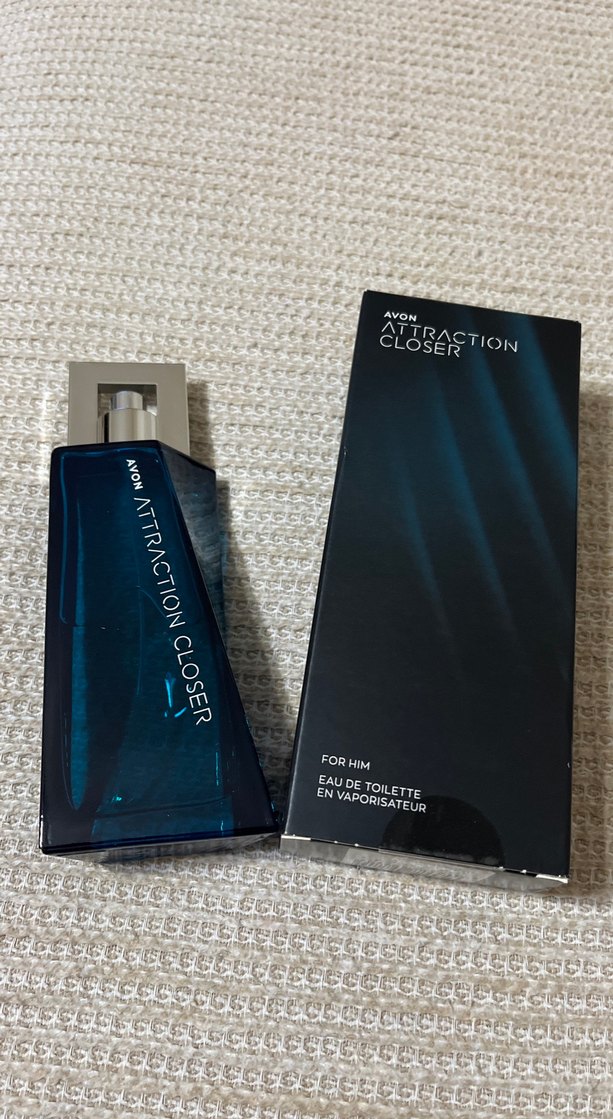 AVON ATTRACTION CLOSER
AVON
ATTRACTION
CLOSER
FOR HIM
EAU DE TOILETTE
EN VAPORISATEUR